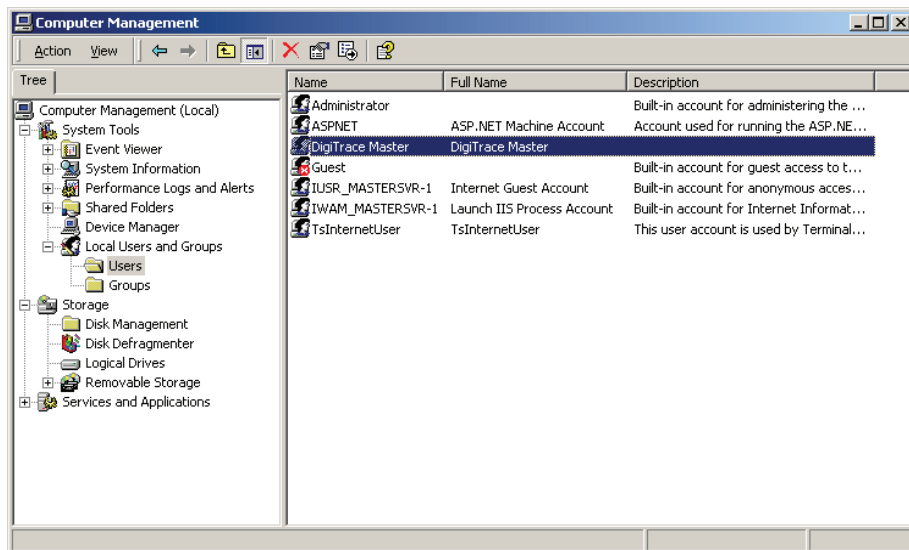 Computer Management
Action View
Tree
Computer Management (Local)
System Tools
Event Viewer
System Information
Performance Logs and Alerts
Shared Folders
Device Manager
Local Users and Groups
Users
Groups
Storage
Disk Management
Disk Defragmenter
Logical Drives
Removable Storage
Services and Applications
Name Full Name Description
Administrator Built-in account for administering the ...
ASPNET ASP.NET Machine Account Account used for running the ASP.NE...
DigiTrace Master DigiTrace Master
Guest Built-in account for guest access to t...
IUSR_MASTERSVR-1 Internet Guest Account Built-in account for anonymous acces...
IWAM_MASTERSVR-1 Launch IIS Process Account Built-in account for Internet Informat...
TsInternetUser TsInternetUser This user account is used by Terminal...